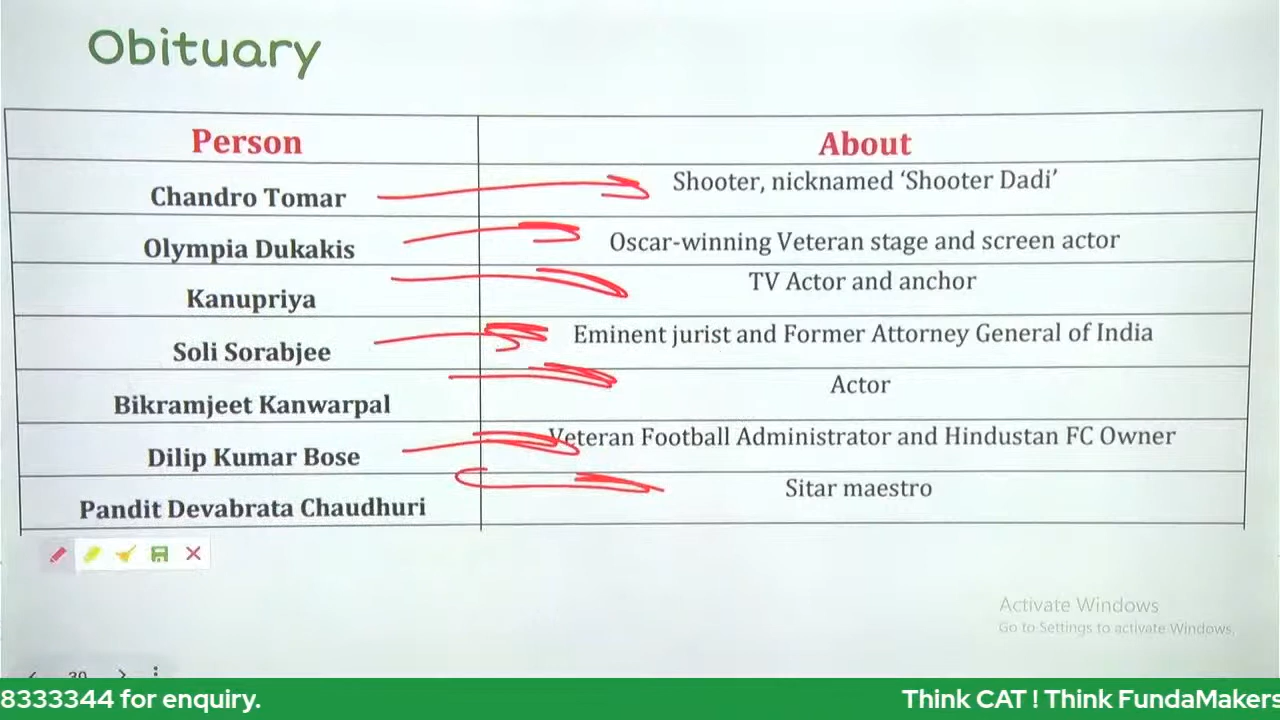 Obituary
Person About
Chandro Tomar Shooter, nicknamed ‘Shooter Dadi’
Olympia Dukakis Oscar-winning Veteran stage and screen actor
Kanupriya TV Actor and anchor
Soli Sorabjee Eminent jurist and Former Attorney General of India
Bikramjeet Kanwarpal Actor
Dilip Kumar Bose Veteran Football Administrator and Hindustan FC Owner
Pandit Devabrata Chaudhuri Sitar maestro
Activate Windows
Go to Settings to activate Windows.
30
8333344 for enquiry. Think CAT ! Think FundaMakers